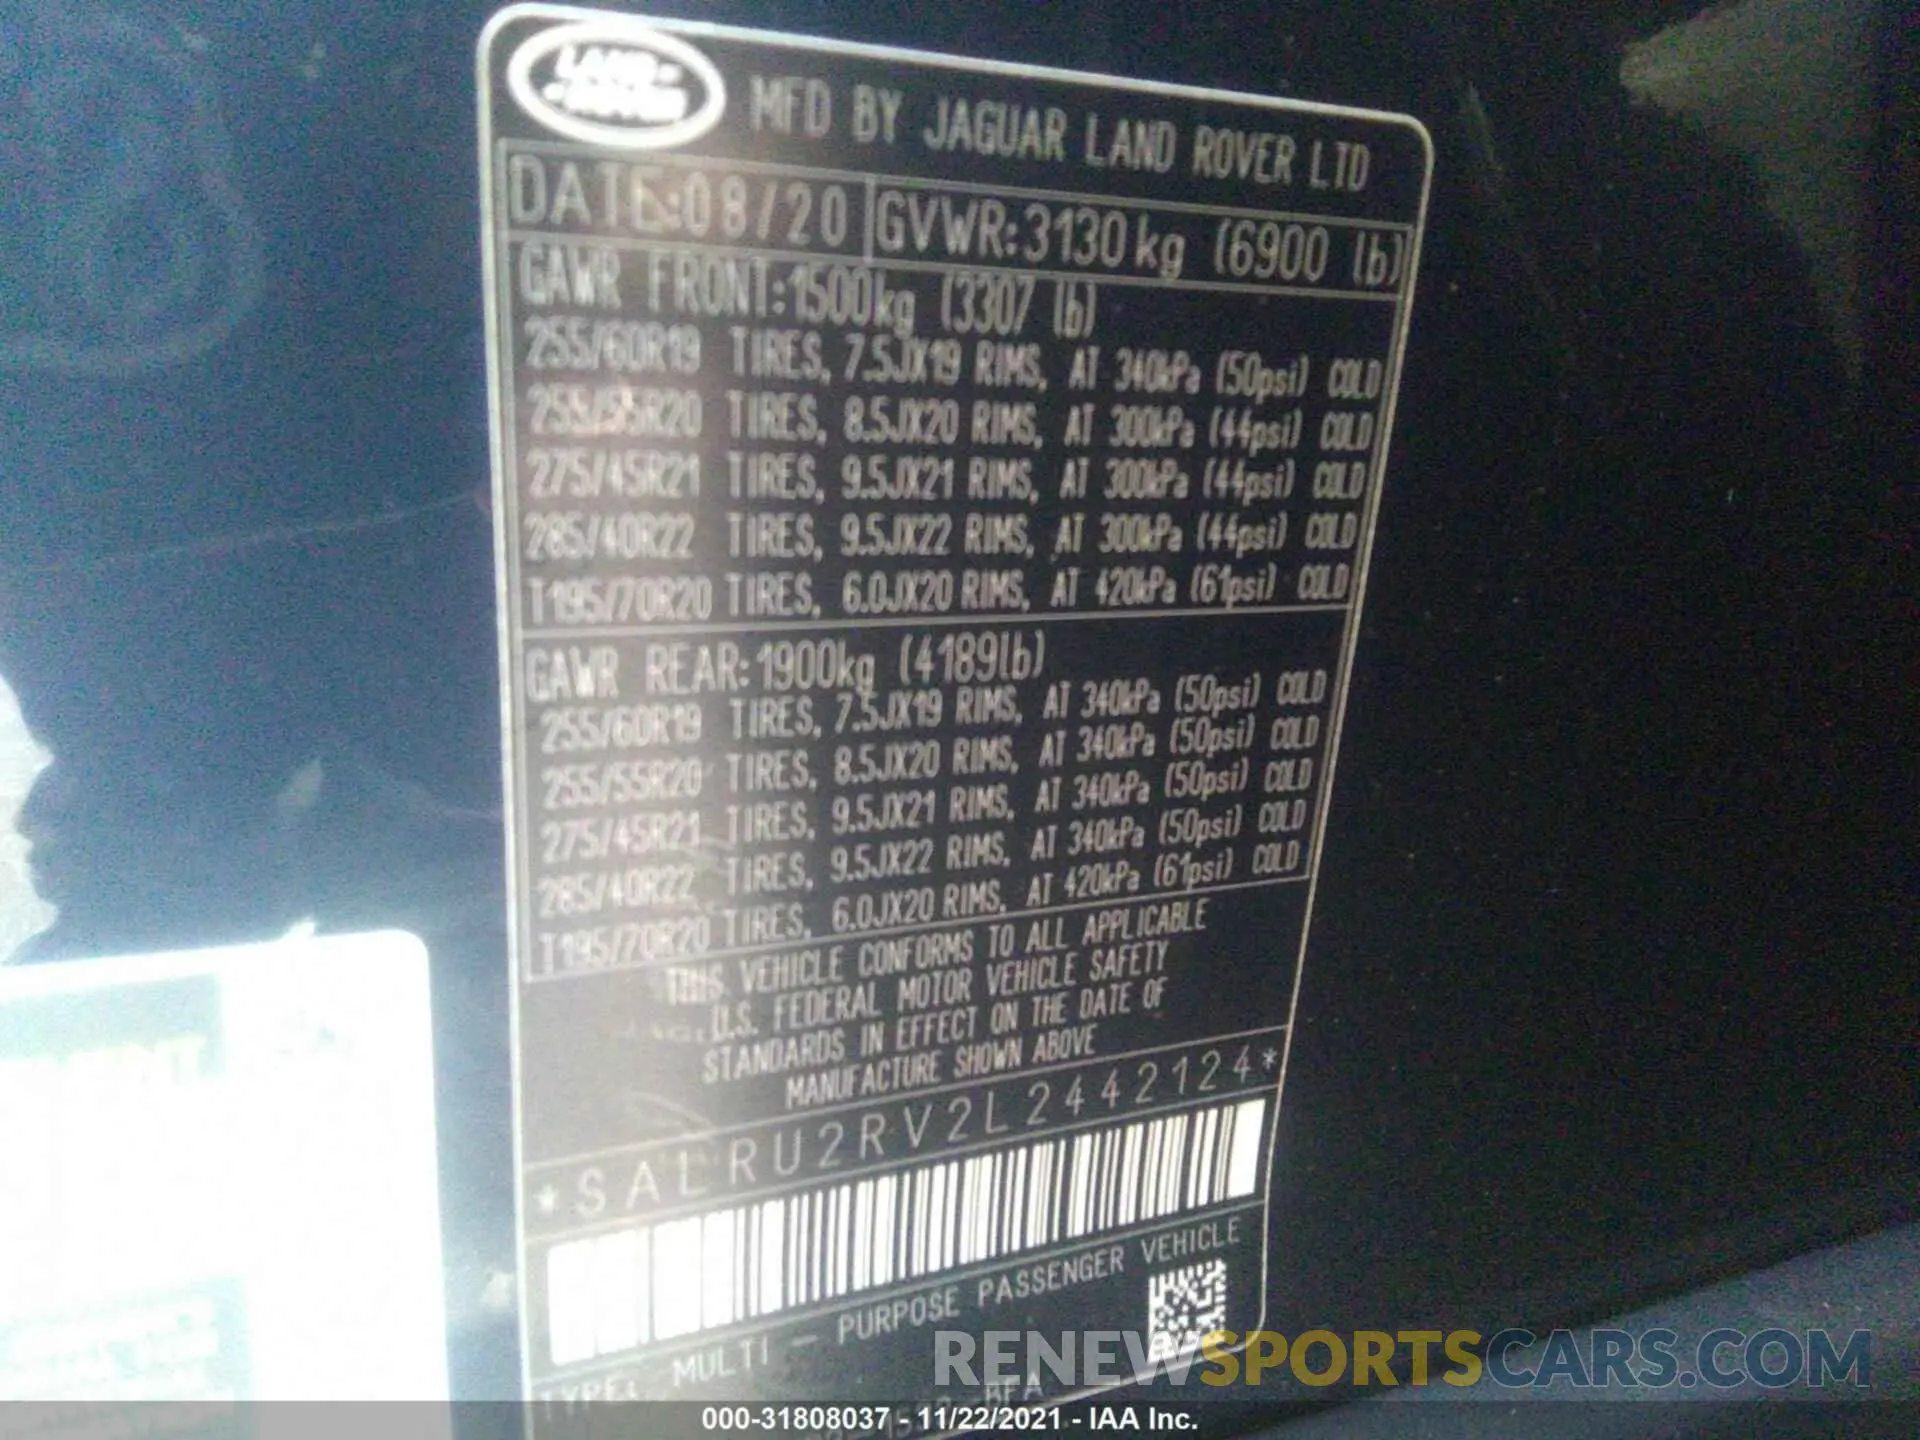 LAND-
-ROVER
MFD BY JAGUAR LAND ROVER LTD
DATE:08/20 GVWR:3130kg (6900 lb)
GAWR FRONT:1500kg (3307 lb)
255/60R19 TIRES, 7.5JX19 RIMS, AT 340kPa (50psi) COLD
255/55R20 TIRES, 8.5JX20 RIMS, AT 300kPa (44psi) COLD
275/45R21 TIRES, 9.5JX21 RIMS, AT 300kPa (44psi) COLD
285/40R22 TIRES, 9.5JX22 RIMS, AT 300kPa (44psi) COLD
T195/70R20 TIRES, 6.0JX20 RIMS, AT 420kPa (61psi) COLD
GAWR REAR:1900kg (4189lb)
255/60R19 TIRES, 7.5JX19 RIMS, AT 340kPa (50psi) COLD
255/55R20 TIRES, 8.5JX20 RIMS, AT 340kPa (50psi) COLD
275/45R21 TIRES, 9.5JX21 RIMS, AT 340kPa (50psi) COLD
285/40R22 TIRES, 9.5JX22 RIMS, AT 340kPa (50psi) COLD
T195/70R20 TIRES, 6.0JX20 RIMS, AT 420kPa (61psi) COLD
THIS VEHICLE CONFORMS TO ALL APPLICABLE
U.S. FEDERAL MOTOR VEHICLE SAFETY
STANDARDS IN EFFECT ON THE DATE OF
MANUFACTURE SHOWN ABOVE
*SALRU2RV2L2442124*
TYPE: MULTI - PURPOSE PASSENGER VEHICLE
RENEWSPORTSCARS.COM
000-31808037 - 11/22/2021 - IAA Inc.